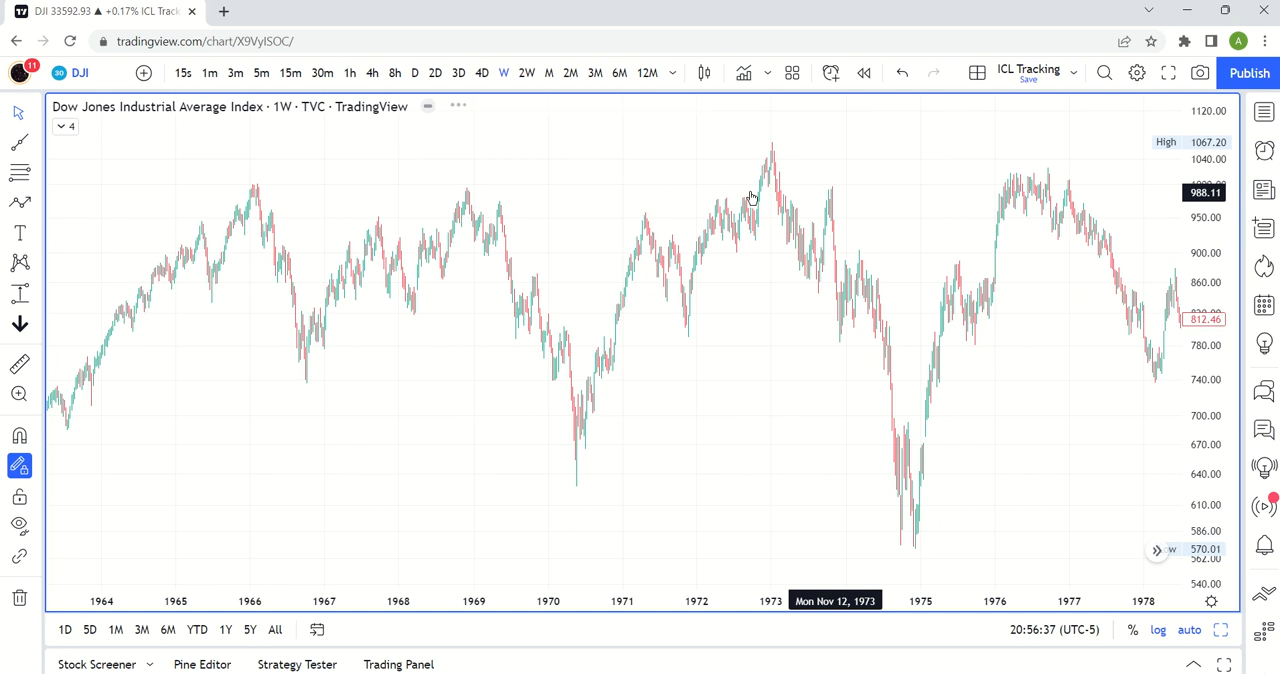 DJI 33592.93 ▲ +0.17% ICL Track
tradingview.com/chart/X9VyISOC/
A
11
30 DJI
15s 1m 3m 5m 15m 30m 1h 4h 8h D 2D 3D 4D W 2W M 2M 3M 6M 12M
ICL Tracking
Save
Publish
Dow Jones Industrial Average Index · 1W · TVC · TradingView
4
1120.00
High 1067.20
1040.00
988.11
950.00
900.00
860.00
812.46
780.00
740.00
700.00
670.00
640.00
610.00
586.00
570.01
562.00
540.00
1964 1965 1966 1967 1968 1969 1970 1971 1972 1973 Mon Nov 12, 1973 1975 1976 1977 1978
1D 5D 1M 3M 6M YTD 1Y 5Y All
20:56:37 (UTC-5) % log auto
Stock Screener Pine Editor Strategy Tester Trading Panel